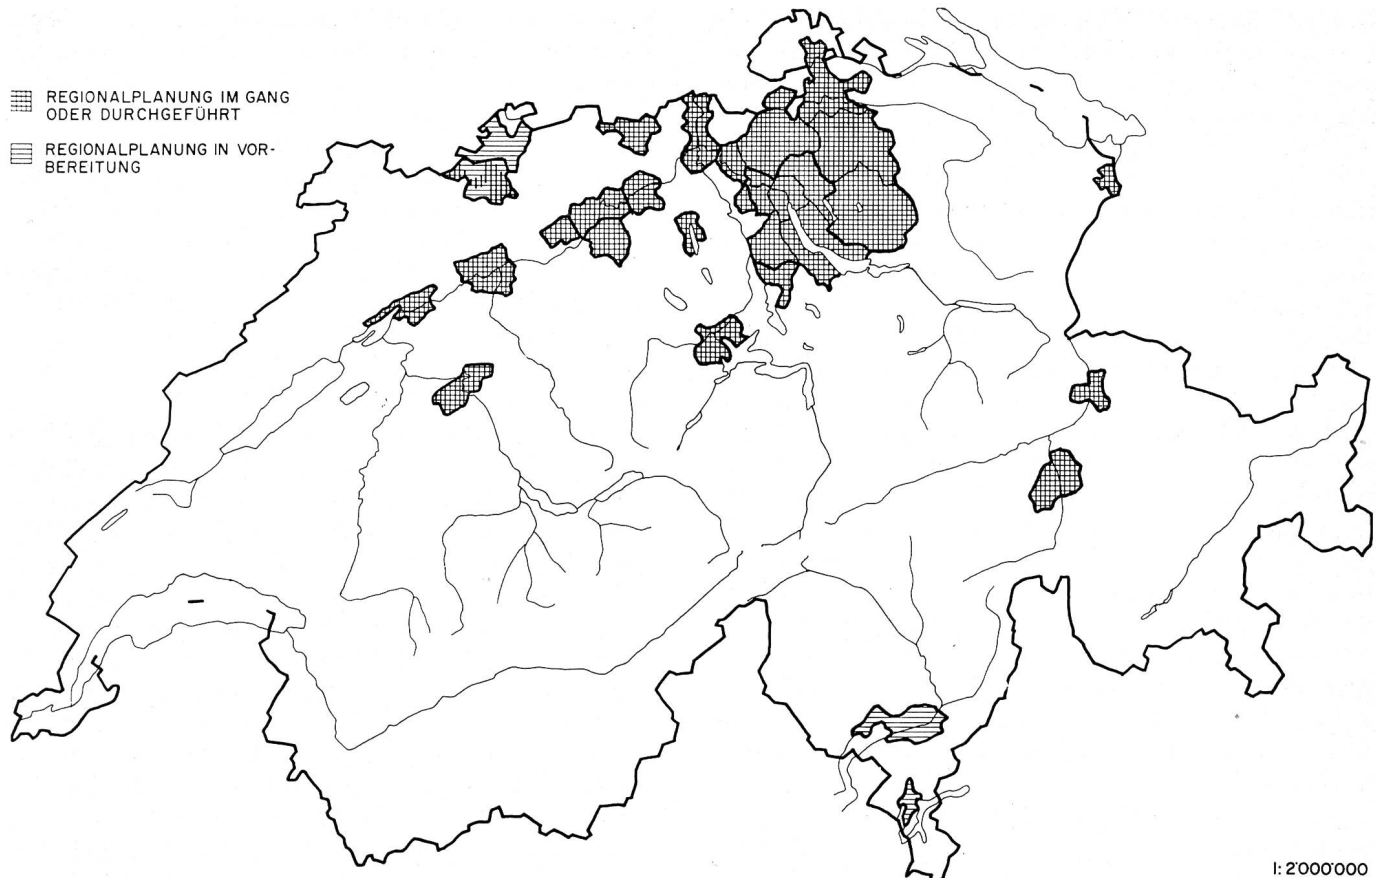 REGIONALPLANUNG IM GANG
ODER DURCHGEFÜHRT
REGIONALPLANUNG IN VOR-
BEREITUNG
1: 2'000'000